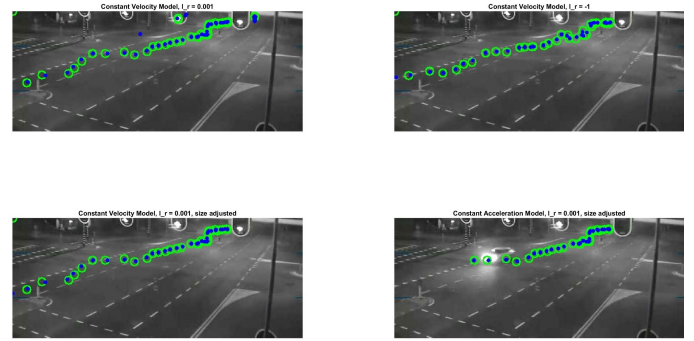 Constant Velocity Model, l_r = 0.001
Constant Velocity Model, l_r = -1
Constant Velocity Model, l_r = 0.001, size adjusted
Constant Acceleration Model, l_r = 0.001, size adjusted